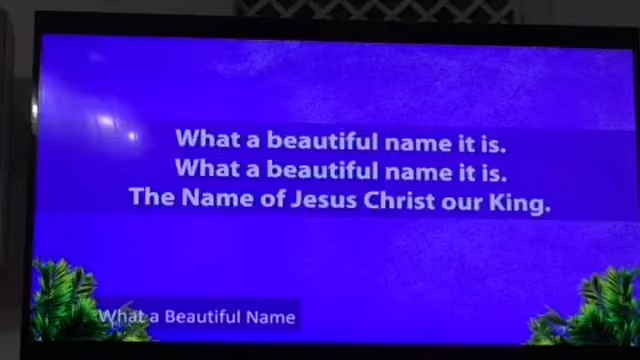 What a beautiful name it is.
What a beautiful name it is.
The Name of Jesus Christ our King.
What a Beautiful Name